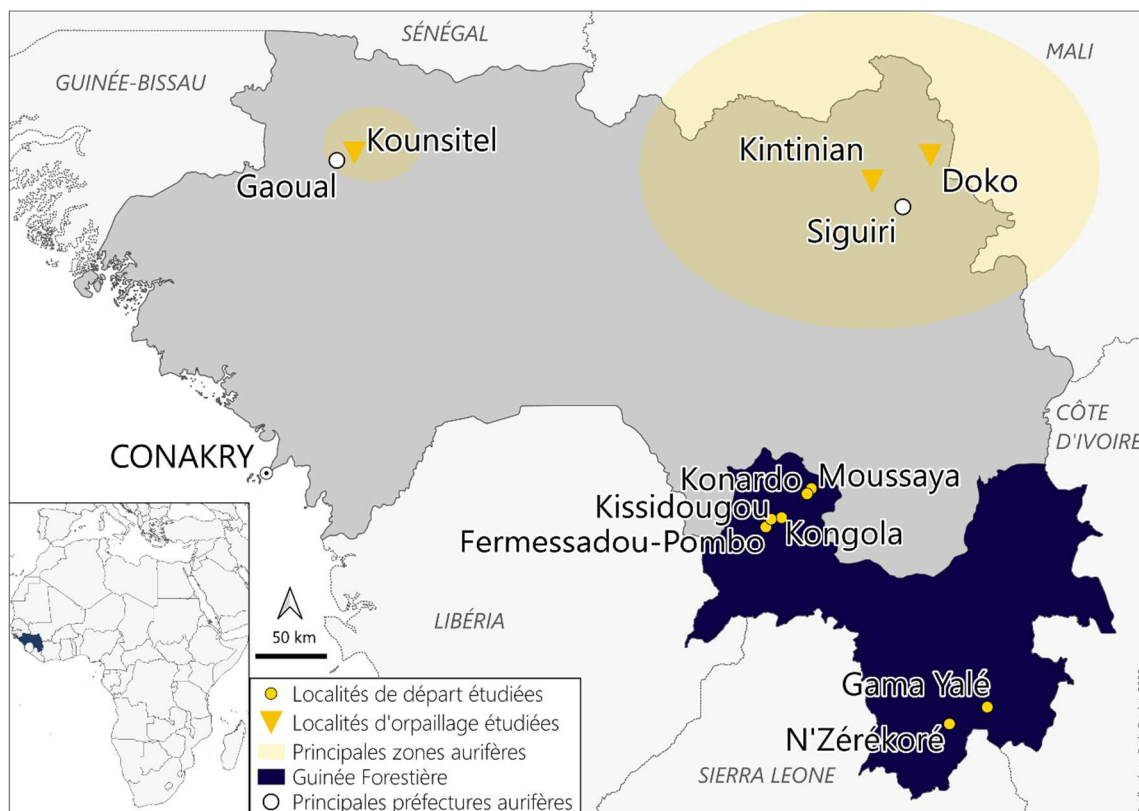 SÉNÉGAL
MALI
GUINÉE-BISSAU
Kounsitel
Gaoual
Kintinian
Doko
Siguiri
CÔTE
D'IVOIRE
CONAKRY
Konardo
Moussaya
Kissidougou
Kongola
Fermessadou-Pombo
LIBÉRIA
50 km
Gama Yalé
N'Zérékoré
SIERRA LEONE
Localités de départ étudiées
Localités d'orpaillage étudiées
Principales zones aurifères
Guinée Forestière
Principales préfectures aurifères